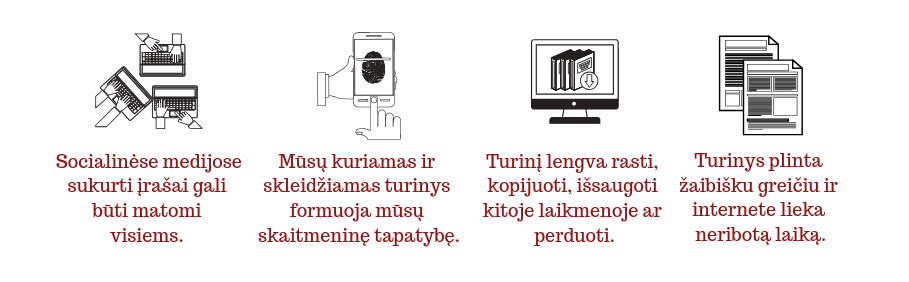 Socialinėse medijose
sukurti įrašai gali
būti matomi
visiems.
Mūsų kuriamas ir
skleidžiamas turinys
formuoja mūsų
skaitmeninę tapatybę.
Turinį lengva rasti,
kopijuoti, išsaugoti
kitoje laikmenoje ar
perduoti.
Turinys plinta
žaibišku greičiu ir
internete lieka
neribotą laiką.